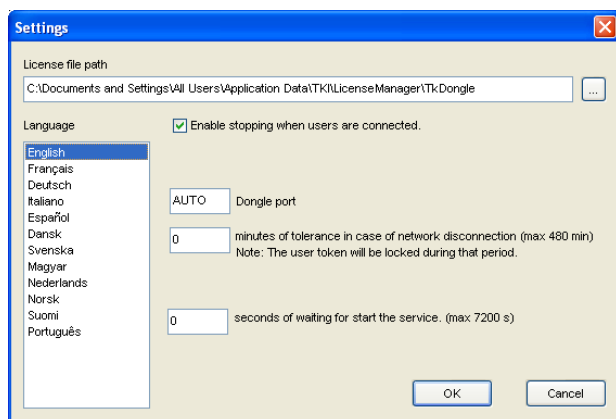 Settings
License file path
C:\Documents and Settings\All Users\Application Data\TKI\LicenseManager\TkDongle
...
Language
Enable stopping when users are connected.
English
Français
Deutsch
Italiano
Español
Dansk
Svenska
Magyar
Nederlands
Norsk
Suomi
Português
AUTO Dongle port
0 minutes of tolerance in case of network disconnection (max 480 min)
Note: The user token will be locked during that period.
0 seconds of waiting for start the service. (max 7200 s)
OK Cancel